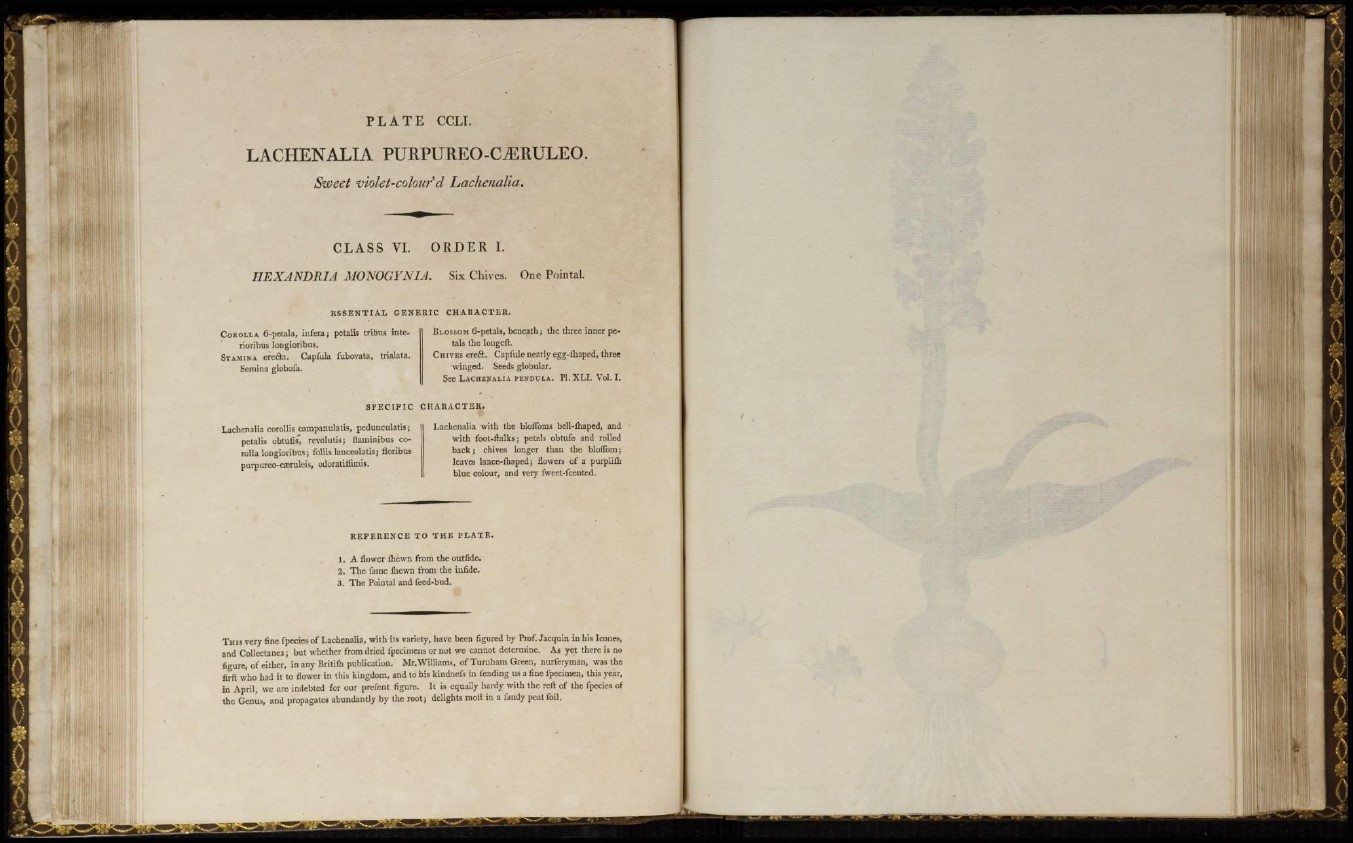 PLATE CCLI.
LACHENALIA PURPUREO-CÆRULEO.
Sweet violet-colour'd Lachenalia.
CLASS VI. ORDER I.
HEXANDRIA MONOGYNIA. Six Chives. One Pointal.
ESSENTIAL GENERIC CHARACTER.
COROLLA 6-petala, infera; petalis tribus inte-
rioribus longioribus.
STAMINA erecta. Capſula ſubovata, trialata.
Semina globoſa.
BLOSSOM 6-petals, beneath; the three inner pe-
tals the longeſt.
CHIVES erect. Capſule nearly egg-ſhaped, three
winged. Seeds globular.
See LACHENALIA PENDULA. Pl. XLI. Vol. I.
SPECIFIC CHARACTER.
Lachenalia corollis campanulatis, pedunculatis;
petalis obtuſis, revolutis; ſtaminibus co-
rolla longioribus; foliis lanceolatis; floribus
purpureo-cæruleis, odoratiſſimis.
Lachenalia with the bloſſoms bell-ſhaped, and
with foot-ſtalks; petals obtuſe and rolled
back; chives longer than the bloſſom;
leaves lance-ſhaped; flowers of a purpliſh
blue colour, and very ſweet-ſcented.
REFERENCE TO THE PLATE.
1. A flower ſhewn from the outſide.
2. The ſame ſhewn from the inſide.
3. The Pointal and ſeed-bud.
THIS very fine ſpecies of Lachenalia, with its variety, have been figured by Prof. Jacquin in his Icones,
and Collectanea; but whether from dried ſpecimens or not we cannot determine. As yet there is no
figure, of either, in any Britiſh publication. Mr. Williams, of Turnham Green, nurſeryman, was the
firſt who had it to flower in this kingdom, and to his kindneſs in ſending us a fine ſpecimen, this year,
in April, we are indebted for our preſent figure. It is equally hardy with the reſt of the ſpecies of
the Genus, and propagates abundantly by the root; delights moſt in a ſandy peat ſoil.